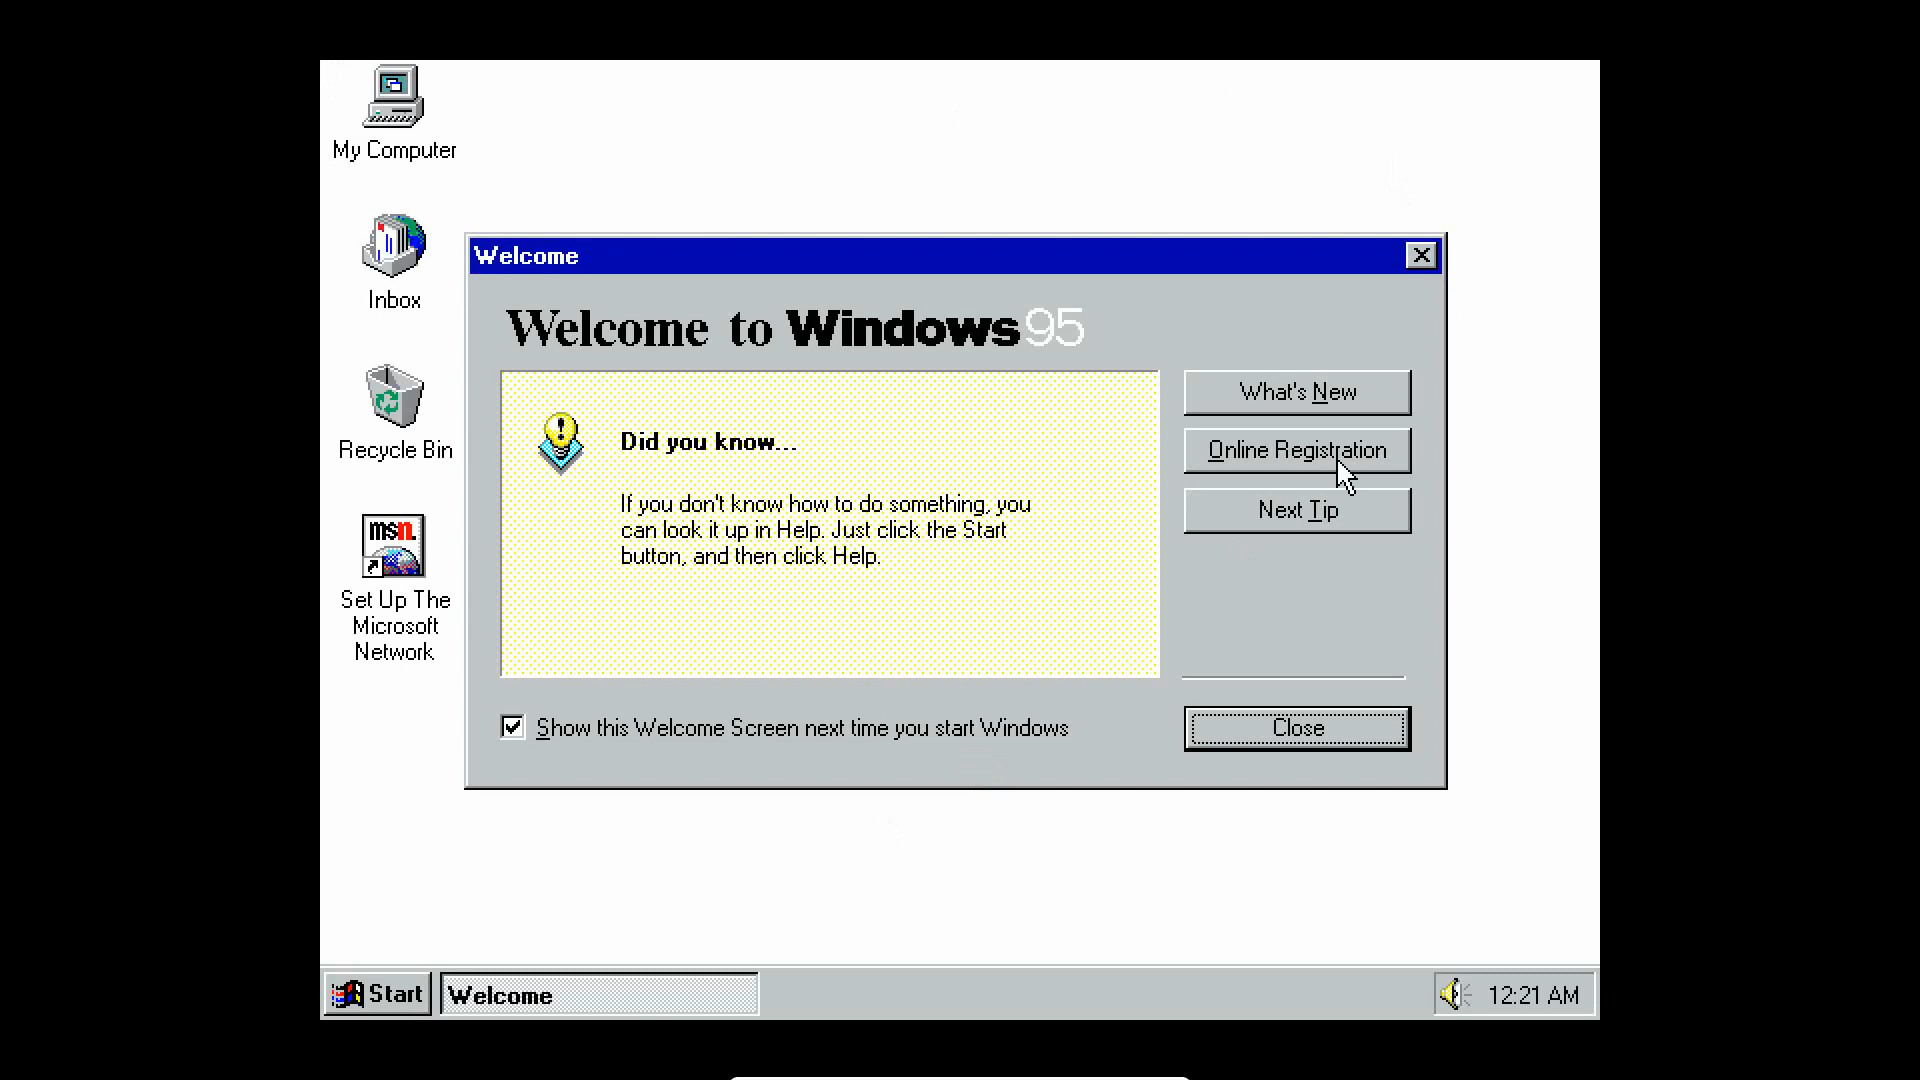 My Computer
Inbox
Recycle Bin
msn.
Set Up The
Microsoft
Network
Welcome
Welcome to Windows 95
Did you know...
If you don't know how to do something, you
can look it up in Help. Just click the Start
button, and then click Help.
What's New
Online Registration
Next Tip
Show this Welcome Screen next time you start Windows
Close
Start
Welcome
12:21 AM